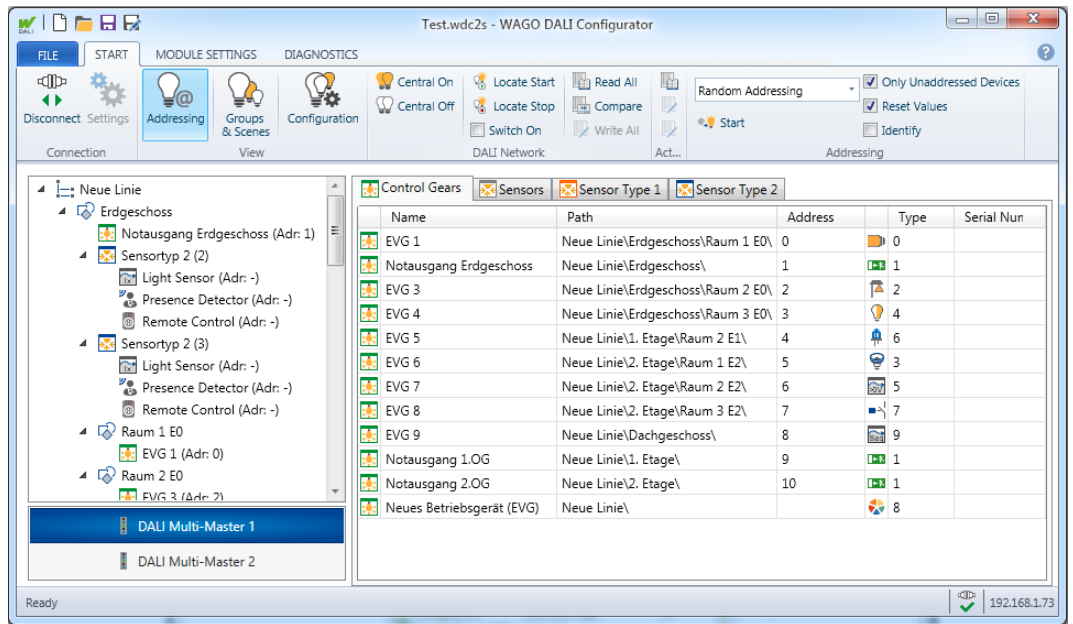 DALI
Test.wdc2s - WAGO DALI Configurator
FILE START MODULE SETTINGS DIAGNOSTICS
Disconnect Settings
Connection
Addressing Groups & Scenes Configuration
View
Central On Locate Start Read All
Central Off Locate Stop Compare
Switch On Write All
DALI Network
Act...
Random Addressing
Start
Only Unaddressed Devices
Reset Values
Identify
Addressing
Neue Linie
Erdgeschoss
Notausgang Erdgeschoss (Adr: 1)
Sensortyp 2 (2)
Light Sensor (Adr: -)
Presence Detector (Adr: -)
Remote Control (Adr: -)
Sensortyp 2 (3)
Light Sensor (Adr: -)
Presence Detector (Adr: -)
Remote Control (Adr: -)
Raum 1 E0
EVG 1 (Adr: 0)
Raum 2 E0
EVG 3 (Adr: 2)
DALI Multi-Master 1
DALI Multi-Master 2
Control Gears Sensors Sensor Type 1 Sensor Type 2
Name Path Address Type Serial Nun
EVG 1 Neue Linie\Erdgeschoss\Raum 1 E0\ 0 0
Notausgang Erdgeschoss Neue Linie\Erdgeschoss\ 1 1
EVG 3 Neue Linie\Erdgeschoss\Raum 2 E0\ 2 2
EVG 4 Neue Linie\Erdgeschoss\Raum 3 E0\ 3 4
EVG 5 Neue Linie\1. Etage\Raum 2 E1\ 4 6
EVG 6 Neue Linie\2. Etage\Raum 1 E2\ 5 3
EVG 7 Neue Linie\2. Etage\Raum 2 E2\ 6 5
EVG 8 Neue Linie\2. Etage\Raum 3 E2\ 7 7
EVG 9 Neue Linie\Dachgeschoss\ 8 9
Notausgang 1.OG Neue Linie\1. Etage\ 9 1
Notausgang 2.OG Neue Linie\2. Etage\ 10 1
Neues Betriebsgerät (EVG) Neue Linie\ 8
Ready
192.168.1.73